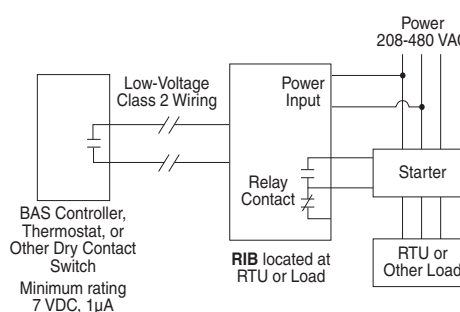 Power
208-480 VAC
Low-Voltage
Class 2 Wiring
Power
Input
Relay
Contact
Starter
BAS Controller,
Thermostat, or
Other Dry Contact
Switch
Minimum rating
7 VDC, 1µA
RIB located at
RTU or Load
RTU or
Other Load